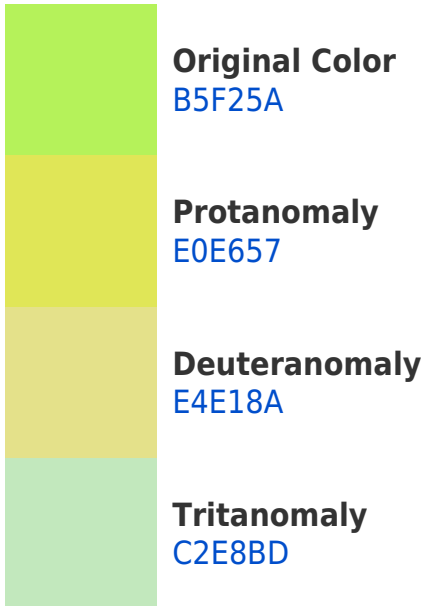 Original Color
B5F25A
Protanomaly
E0E657
Deuteranomaly
E4E18A
Tritanomaly
C2E8BD